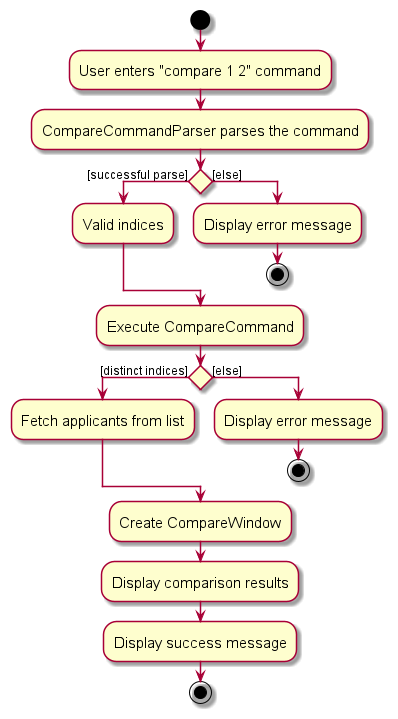 User enters "compare 1 2" command
CompareCommandParser parses the command
[successful parse]
[else]
Valid indices
Display error message
Execute CompareCommand
[distinct indices]
[else]
Fetch applicants from list
Display error message
Create CompareWindow
Display comparison results
Display success message